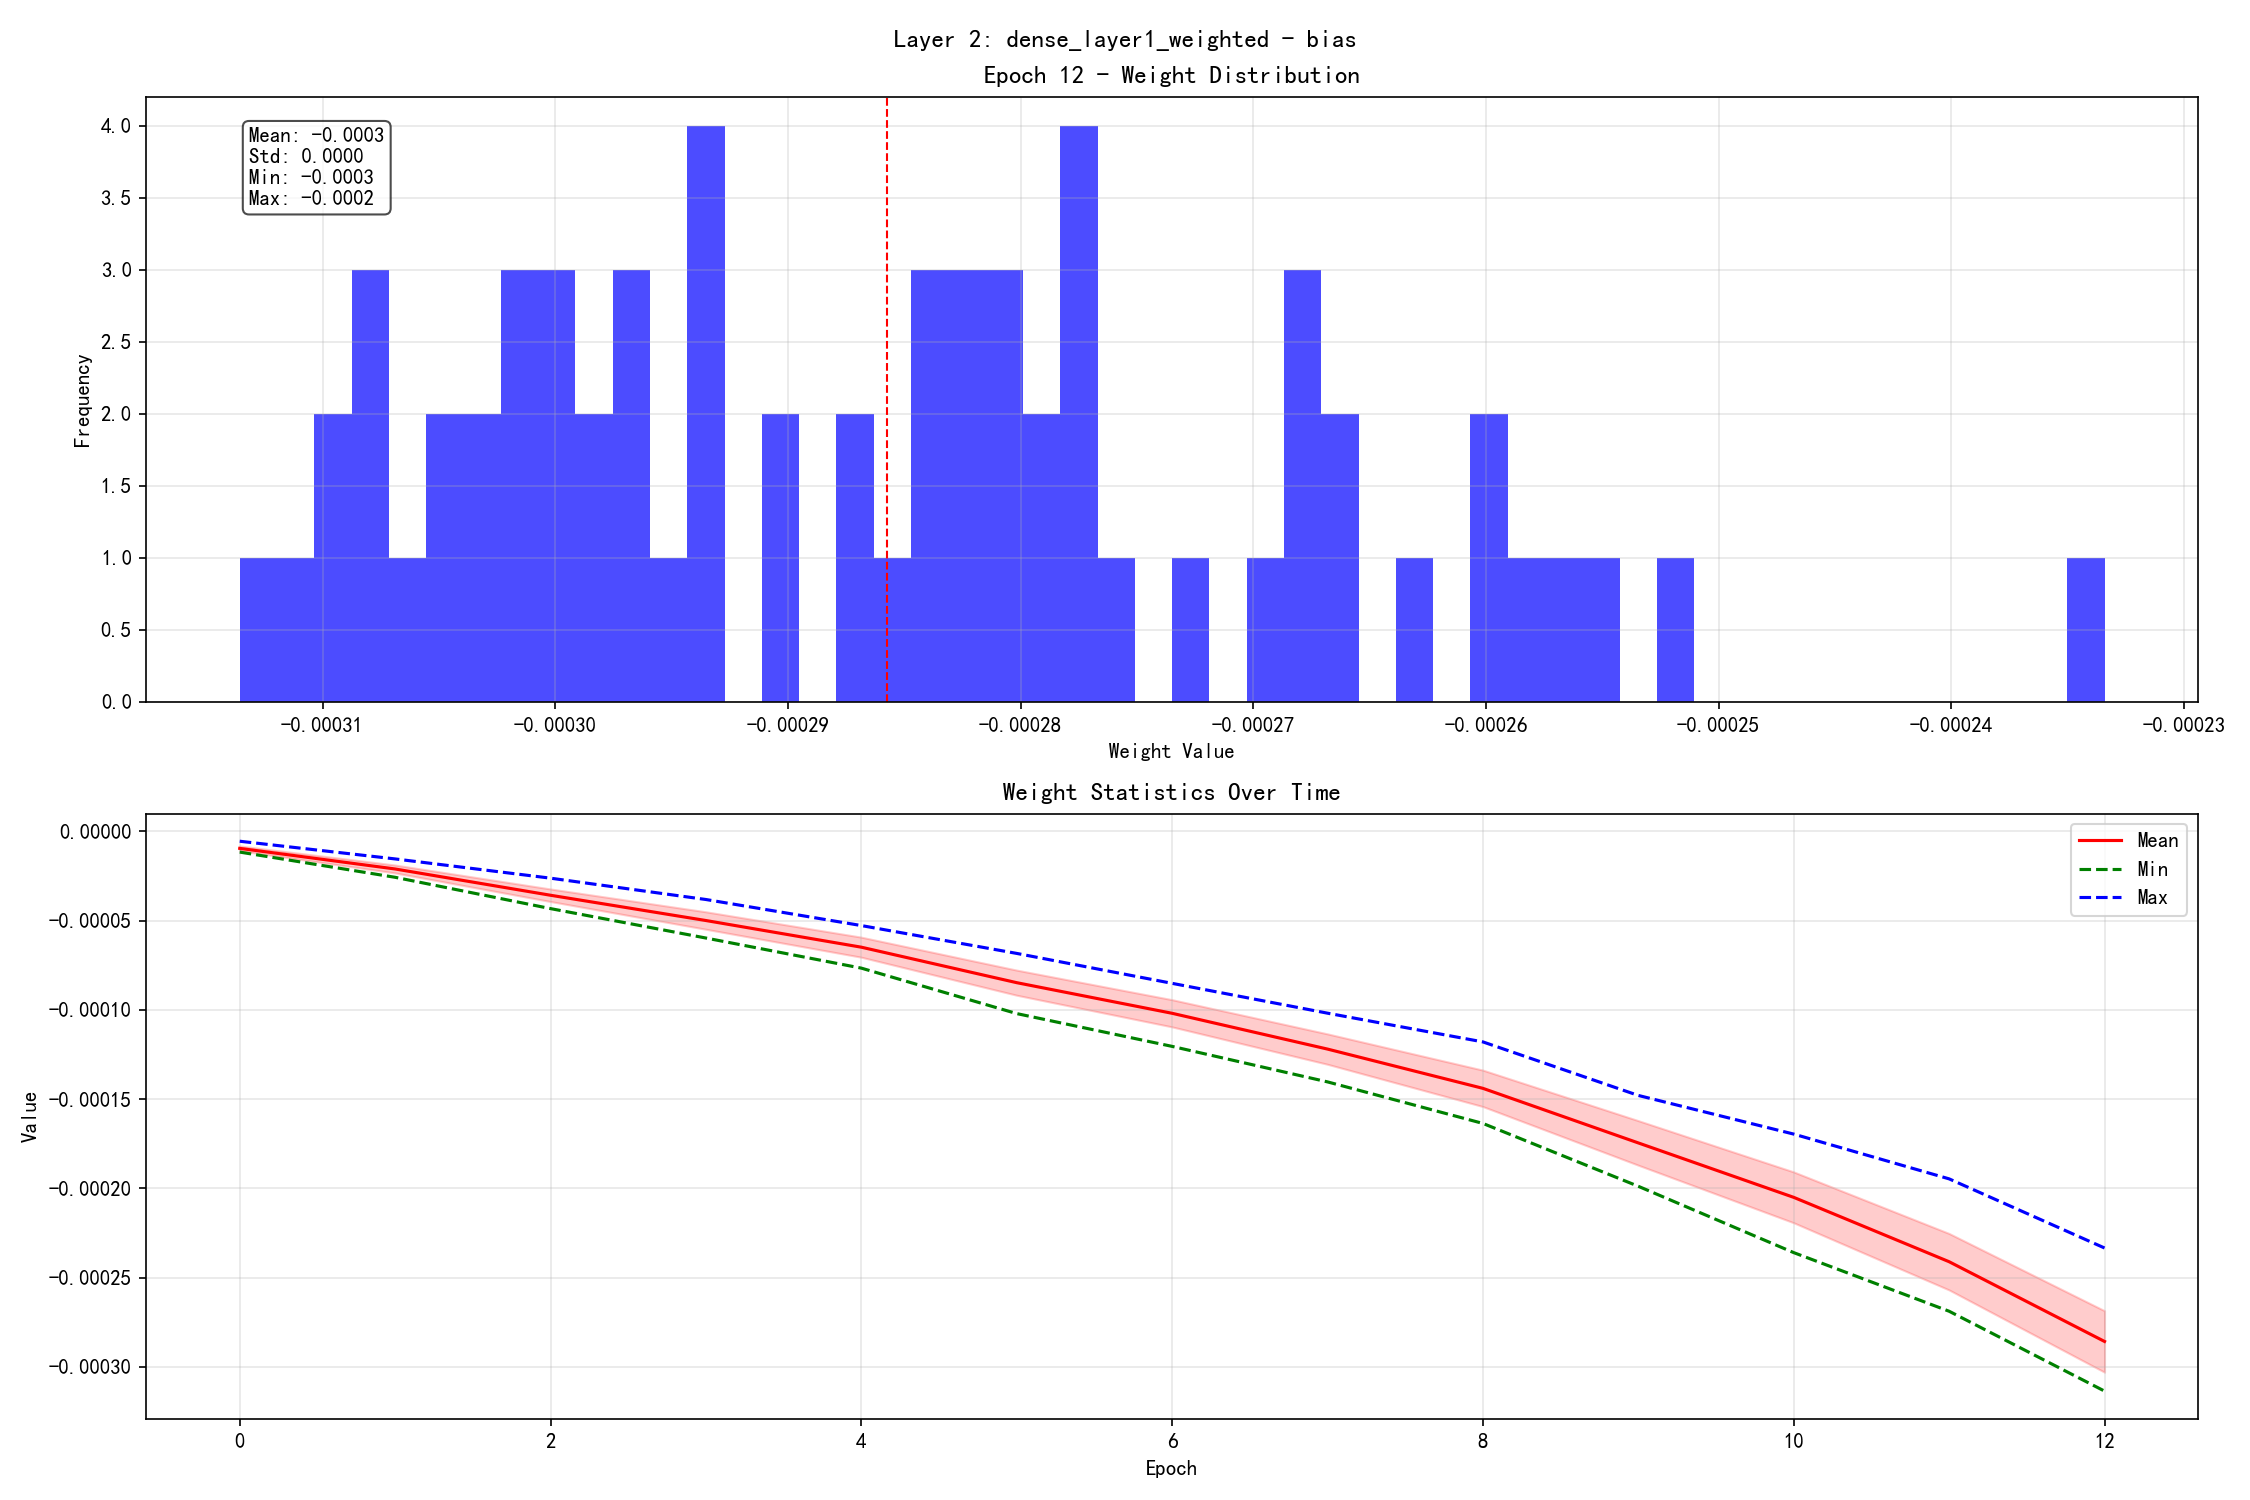 Layer 2: dense_layer1_weighted - bias
Epoch 12 - Weight Distribution
Mean: -0.0003
Std: 0.0000
Min: -0.0003
Max: -0.0002
4.0
3.5
3.0
2.5
2.0
1.5
1.0
0.5
0.0
Frequency
-0.00031 -0.00030 -0.00029 -0.00028 -0.00027 -0.00026 -0.00025 -0.00024 -0.00023
Weight Value
Weight Statistics Over Time
Mean
Min
Max
0.00000
-0.00005
-0.00010
-0.00015
-0.00020
-0.00025
-0.00030
Value
0 2 4 6 8 10 12
Epoch